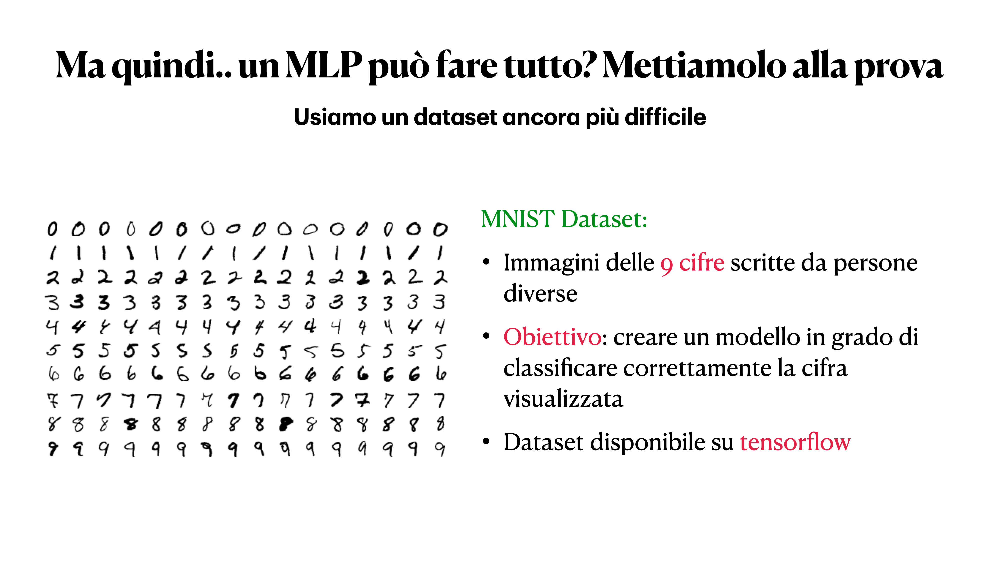 Ma quindi.. un MLP può fare tutto? Mettiamolo alla prova
Usiamo un dataset ancora più difficile
0 0 0 0 0 0 0 0 0 0 0 0 0 0 0 0
1 1 1 1 1 1 1 1 1 1 1 1 1 1 1 1
2 2 2 2 2 2 2 2 2 2 2 2 2 2 2 2
3 3 3 3 3 3 3 3 3 3 3 3 3 3 3 3
4 4 4 4 4 4 4 4 4 4 4 4 4 4 4 4
5 5 5 5 5 5 5 5 5 5 5 5 5 5 5 5
6 6 6 6 6 6 6 6 6 6 6 6 6 6 6 6
7 7 7 7 7 7 7 7 7 7 7 7 7 7 7 7
8 8 8 8 8 8 8 8 8 8 8 8 8 8 8 8
9 9 9 9 9 9 9 9 9 9 9 9 9 9 9 9
MNIST Dataset:
• Immagini delle 9 cifre scritte da persone
diverse
• Obiettivo: creare un modello in grado di
classificare correttamente la cifra
visualizzata
• Dataset disponibile su tensorflow